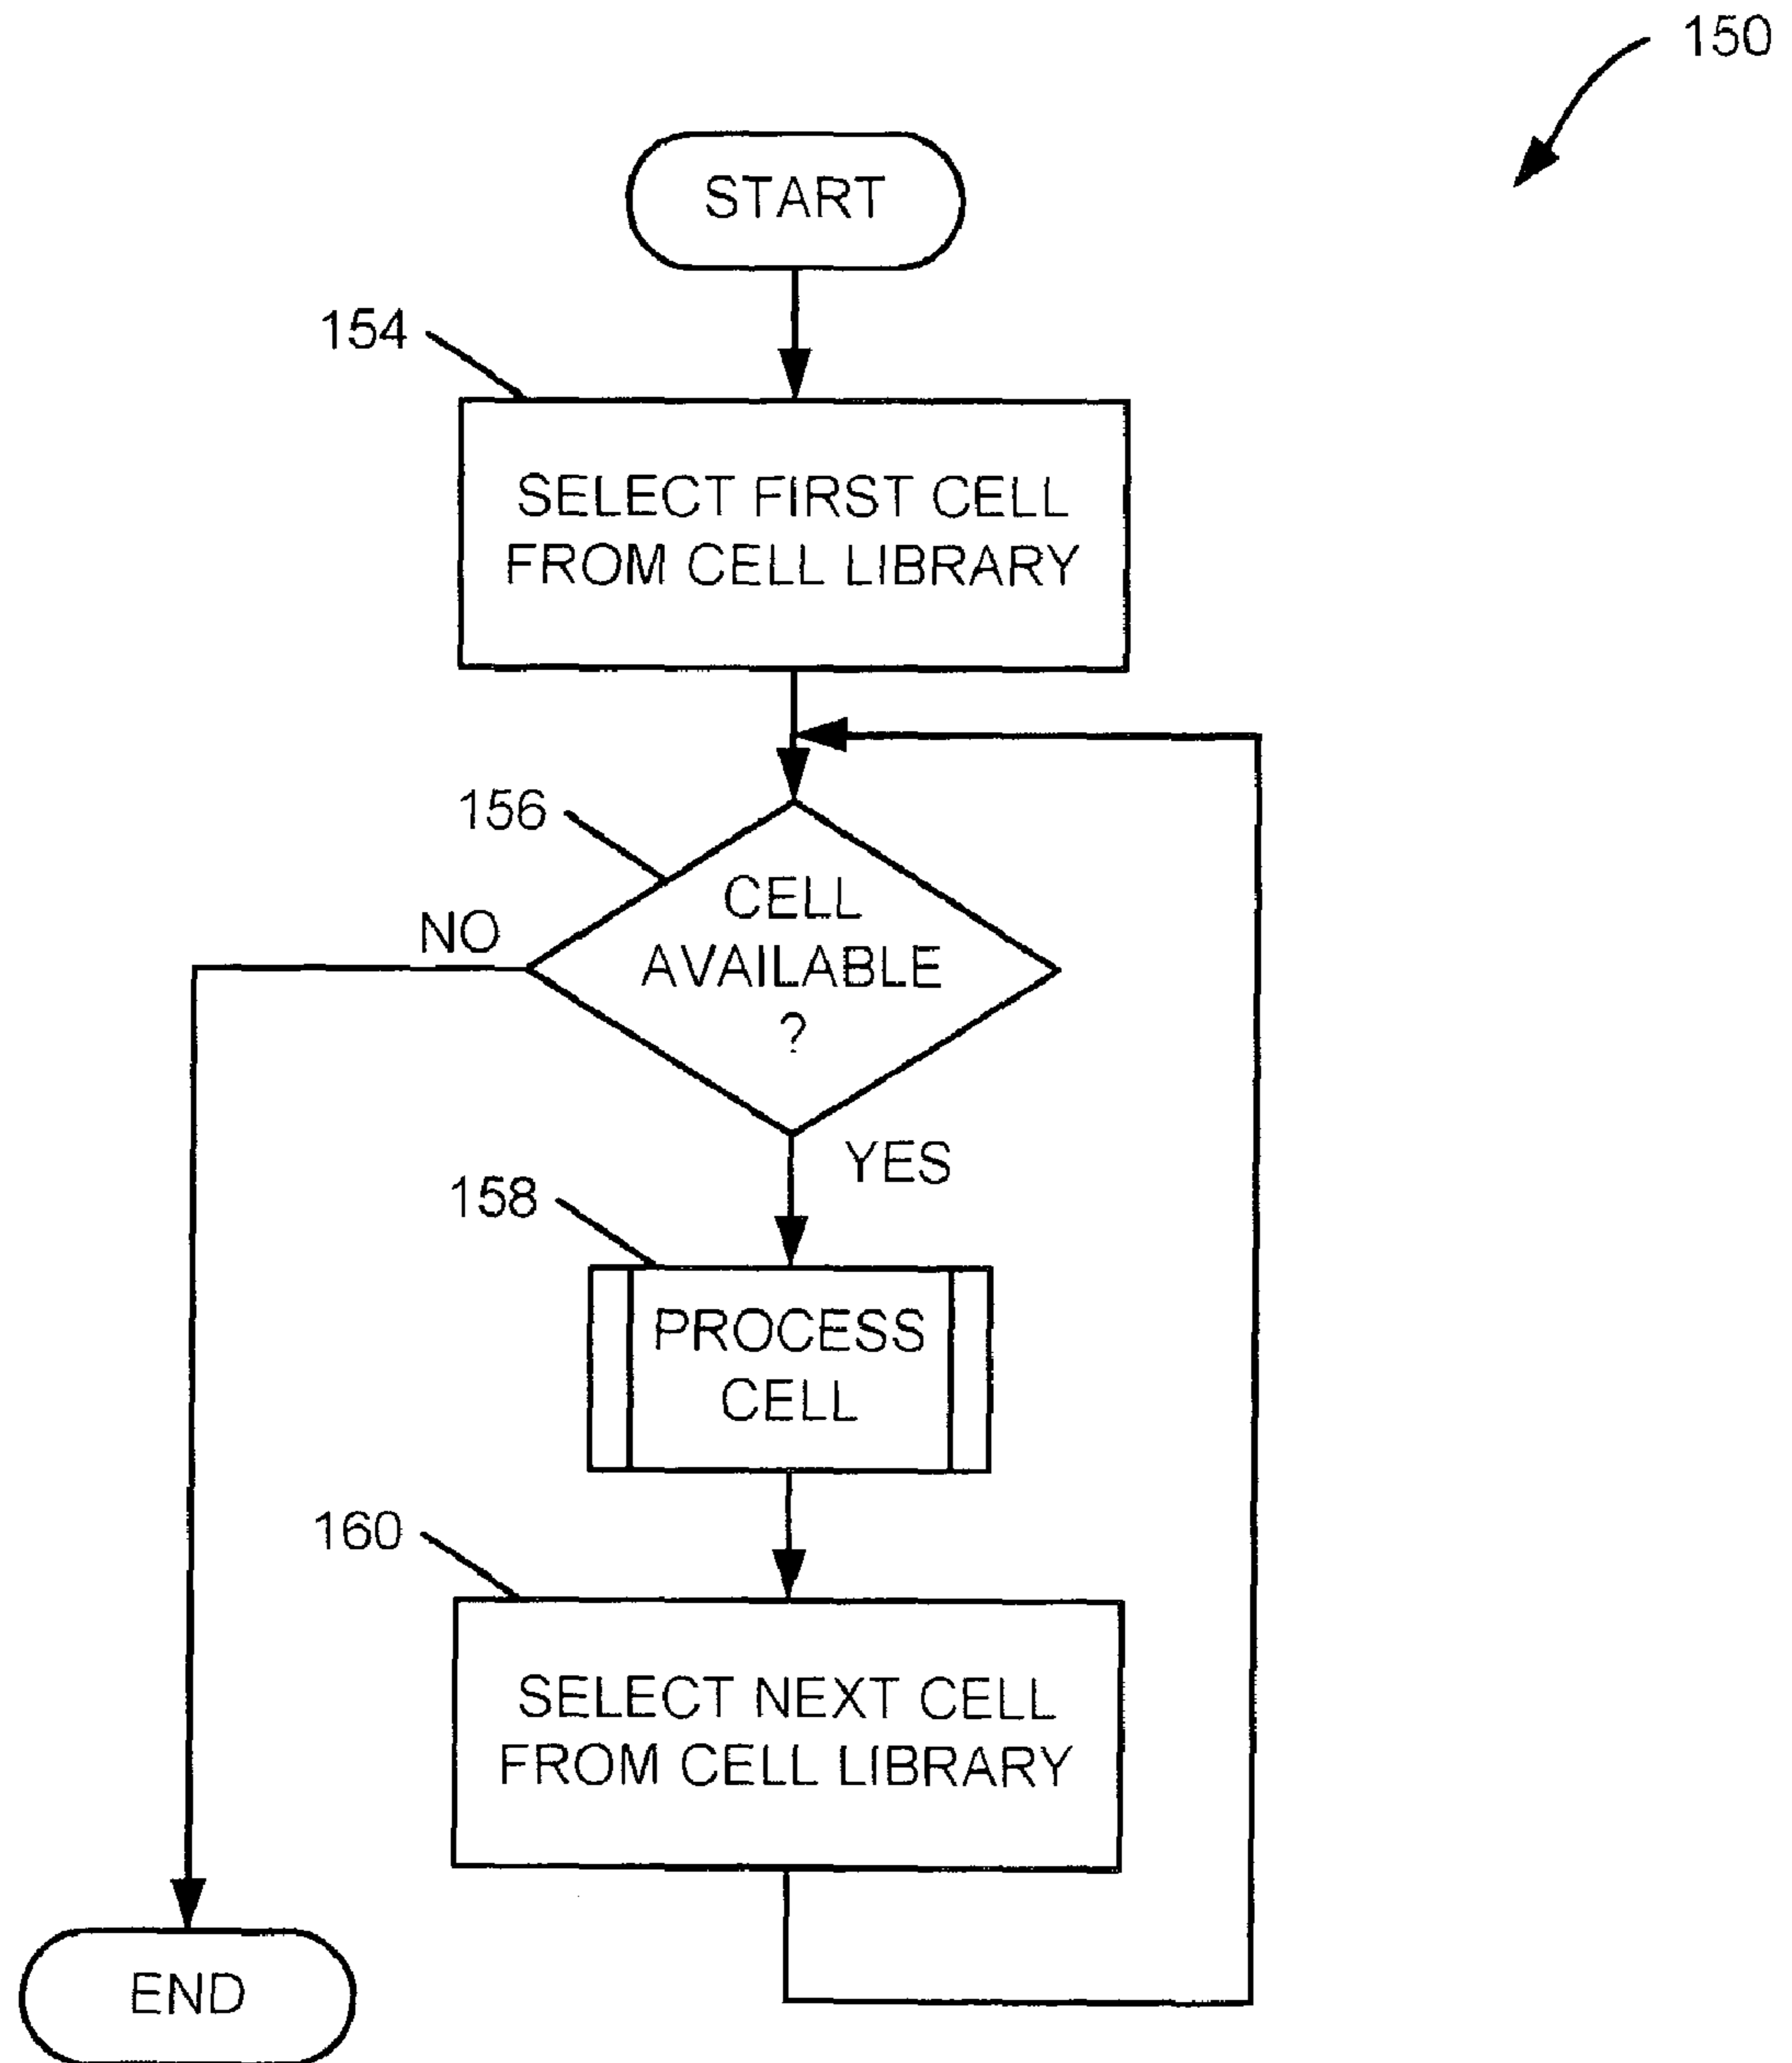 150
START
154
SELECT FIRST CELL
FROM CELL LIBRARY
156
CELL
AVAILABLE
?
NO
YES
158
PROCESS
CELL
160
SELECT NEXT CELL
FROM CELL LIBRARY
END